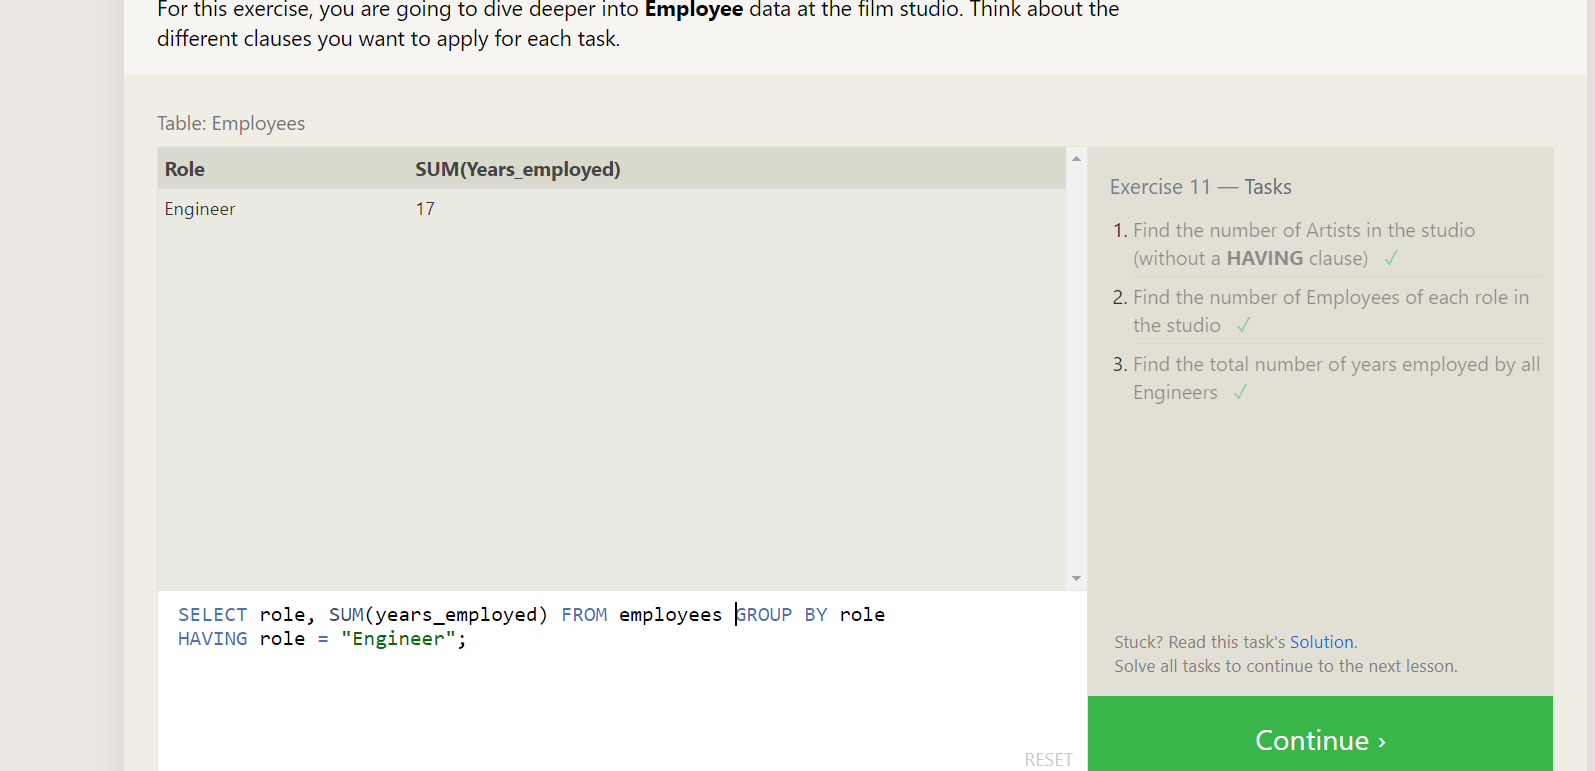 For this exercise, you are going to dive deeper into Employee data at the film studio. Think about the
different clauses you want to apply for each task.
Table: Employees
Role SUM(Years_employed)
Engineer 17
SELECT role, SUM(years_employed) FROM employees GROUP BY role
HAVING role = "Engineer";
RESET
Exercise 11 — Tasks
1. Find the number of Artists in the studio
(without a HAVING clause) ✓
2. Find the number of Employees of each role in
the studio ✓
3. Find the total number of years employed by all
Engineers ✓
Stuck? Read this task's Solution.
Solve all tasks to continue to the next lesson.
Continue ›